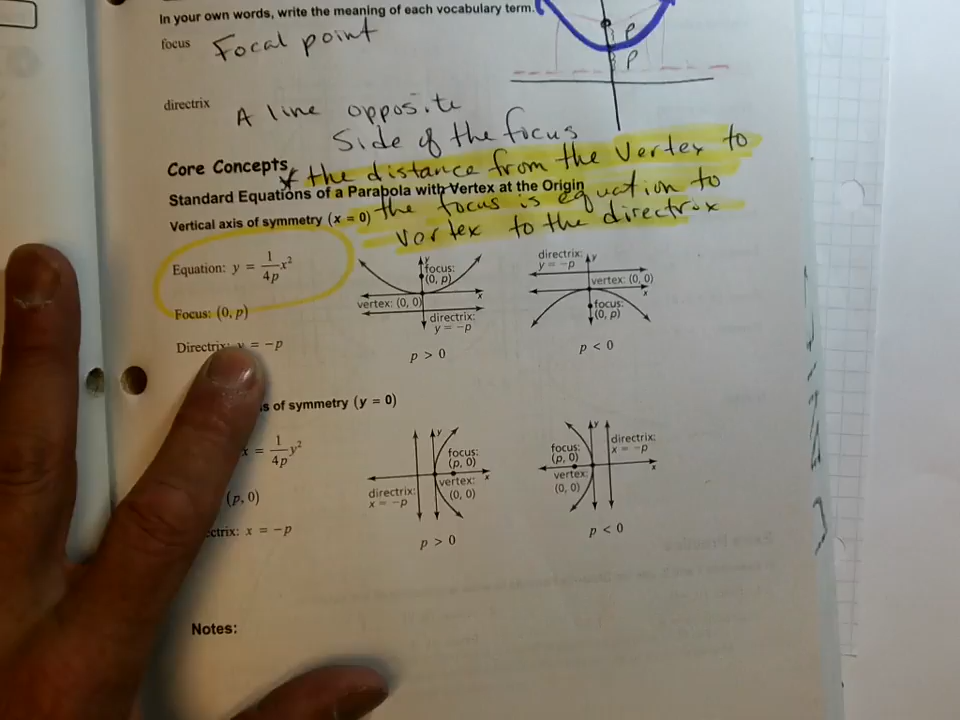 In your own words, write the meaning of each vocabulary term.
focus Focal point
P
P
directrix A line opposite
Side of the focus
Core Concepts
* the distance from the Vertex to
Standard Equations of a Parabola with Vertex at the Origin
the focus is equation to
Vertical axis of symmetry (x = 0)
Vertex to the directrix
Equation: y = 1/4p x²
Focus: (0, p)
Directrix: y = −p
y
focus:
(0, p)
vertex: (0, 0)
x
directrix:
y = −p
p > 0
directrix:
y = −p
y
vertex: (0, 0)
x
focus:
(0, p)
p < 0
of symmetry (y = 0)
x = 1/4p y²
(p, 0)
x = −p
y
focus:
(p, 0)
x
vertex:
(0, 0)
directrix:
x = −p
p > 0
y
focus:
(p, 0)
directrix:
x = −p
x
vertex:
(0, 0)
p < 0
Notes: